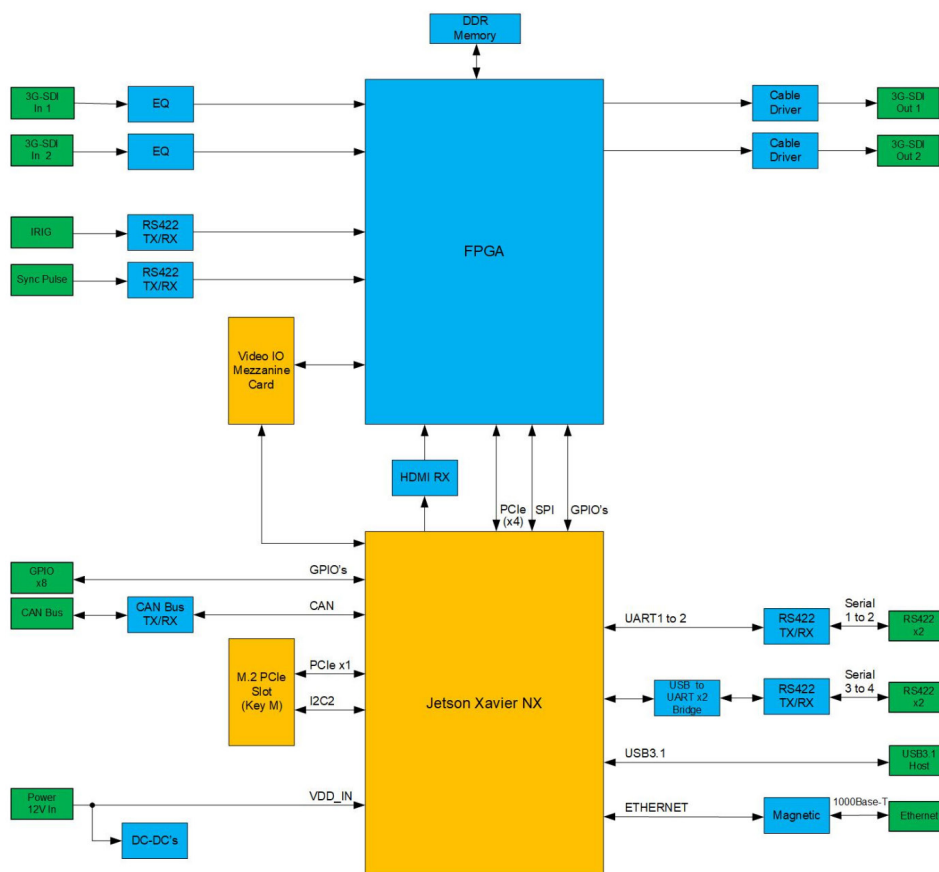 DDR
Memory
3G-SDI
In 1
EQ
Cable
Driver
3G-SDI
Out 1
3G-SDI
In 2
EQ
Cable
Driver
3G-SDI
Out 2
IRIG
RS422
TX/RX
FPGA
Sync Pulse
RS422
TX/RX
Video IO
Mezzanine
Card
HDMI RX
PCIe
(x4)
SPI
GPIO's
GPIO
x8
GPIO's
CAN Bus
CAN Bus
TX/RX
CAN
UART1 to 2
RS422
TX/RX
Serial
1 to 2
RS422
x2
M.2 PCIe
Slot
(Key M)
PCIe x1
I2C2
Jetson Xavier NX
USB to
UART x2
Bridge
RS422
TX/RX
Serial
3 to 4
RS422
x2
USB3.1
USB3.1
Host
Power
12V In
VDD_IN
DC-DC's
ETHERNET
Magnetic
1000Base-T
Ethernet